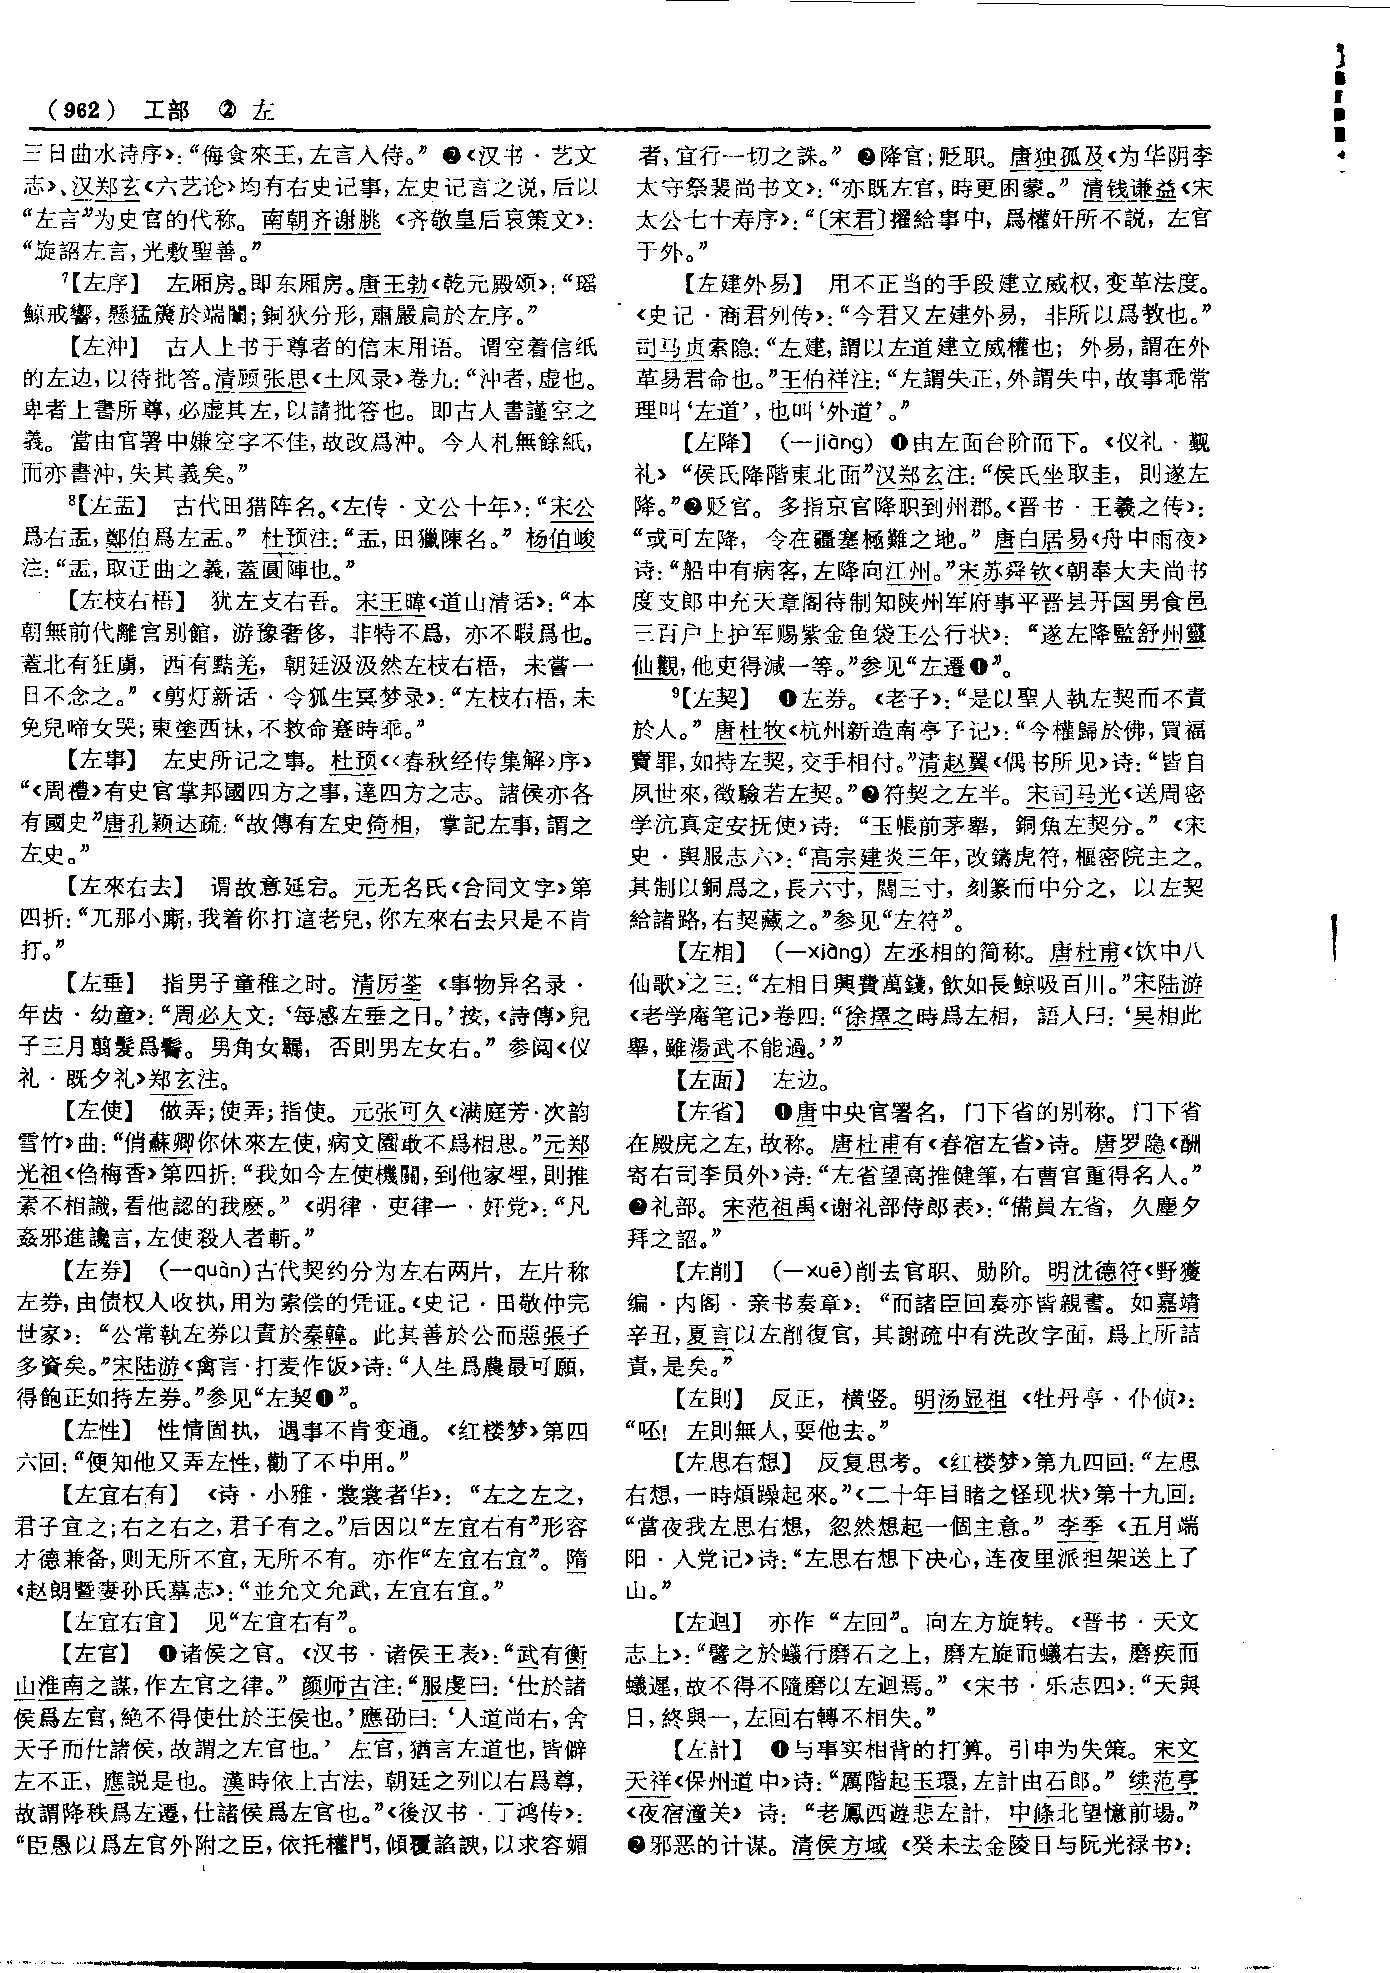 (962) 工部 ② 左
三日曲水诗序》：“侮食來王，左言入侍。”❷《汉书·艺文
志》、汉郑玄《六艺论》均有右史记事，左史记言之说，后以
“左言”为史官的代称。南朝齐谢朓《齐敬皇后哀策文》：
“旋詔左言，光敷聖善。”
⁷【左序】 左厢房。即东厢房。唐王勃《乾元殿颂》：“瑶
鲸戒響，懸猛簴於端闈；銅狄分形，肅嚴扃於左序。”
【左沖】 古人上书于尊者的信末用语。谓空着信纸
的左边，以待批答。清顾张思《土风录》卷九：“沖者，虚也。
卑者上書所尊，必虚其左，以請批答也。即古人書謹空之
義。當由官署中嫌空字不佳，故改爲沖。今人札無餘紙，
而亦書沖，失其義矣。”
⁸【左盂】 古代田猎阵名。《左传·文公十年》：“宋公
爲右盂，鄭伯爲左盂。”杜预注：“盂，田獵陳名。”杨伯峻
注：“盂，取迂曲之義，蓋圓陣也。”
【左枝右梧】 犹左支右吾。宋王暐《道山清话》：“本
朝無前代離宫别館，游豫奢侈，非特不爲，亦不暇爲也。
蓋北有狂虜，西有黠羌，朝廷汲汲然左枝右梧，未嘗一
日不念之。”《剪灯新话·令狐生冥梦录》：“左枝右梧，未
免兒啼女哭；東塗西抹，不救命蹇時乖。”
【左事】 左史所记之事。杜预《〈春秋经传集解〉序》
“《周禮》有史官掌邦國四方之事，達四方之志。諸侯亦各
有國史”唐孔颖达疏：“故傳有左史倚相，掌記左事，謂之
左史。”
【左來右去】 谓故意延宕。元无名氏《合同文字》第
四折：“兀那小廝，我着你打這老兒，你左來右去只是不肯
打。”
【左垂】 指男子童稚之时。清厉荃《事物异名录·
年齿·幼童》：“周必大文：‘每感左垂之日。’按，《詩傳》兒
子三月翦髮爲鬌。男角女羈，否則男左女右。”参阅《仪
礼·既夕礼》郑玄注。
【左使】 做弄；使弄；指使。元张可久《满庭芳·次韵
雪竹》曲：“俏蘇卿你休來左使，病文園敢不爲相思。”元郑
光祖《㑇梅香》第四折：“我如今左使機關，到他家裡，則推
素不相識，看他認的我麽。”《明律·吏律一·奸党》：“凡
姦邪進讒言，左使殺人者斬。”
【左券】 (—quàn)古代契约分为左右两片，左片称
左券，由债权人收执，用为索偿的凭证。《史记·田敬仲完
世家》：“公常執左券以責於秦韓。此其善於公而惡張子
多資矣。”宋陆游《禽言·打麦作饭》诗：“人生爲農最可願，
得飽正如持左券。”参见“左契❶”。
【左性】 性情固执，遇事不肯变通。《红楼梦》第四
六回：“便知他又弄左性，勸了不中用。”
【左宜右有】 《诗·小雅·裳裳者华》：“左之左之，
君子宜之；右之右之，君子有之。”后因以“左宜右有”形容
才德兼备，则无所不宜，无所不有。亦作“左宜右宜”。隋
《赵朗暨妻孙氏墓志》：“並允文允武，左宜右宜。”
【左宜右宜】 见“左宜右有”。
【左官】 ❶诸侯之官。《汉书·诸侯王表》：“武有衡
山淮南之謀，作左官之律。”颜师古注：“服虔曰：‘仕於諸
侯爲左官，絶不得使仕於王侯也。’應劭曰：‘人道尚右，舍
天子而仕諸侯，故謂之左官也。’左官，猶言左道也，皆僻
左不正，應説是也。漢時依上古法，朝廷之列以右爲尊，
故謂降秩爲左遷，仕諸侯爲左官也。”《後汉书·丁鸿传》：
“臣愚以爲左官外附之臣，依托權門，傾覆諂諛，以求容媚
者，宜行一切之誅。”❷降官；贬职。唐独孤及《为华阴李
太守祭裴尚书文》：“亦既左官，時更困蒙。”清钱谦益《宋
太公七十寿序》：“〔宋君〕擢給事中，爲權奸所不説，左官
于外。”
【左建外易】 用不正当的手段建立威权，变革法度。
《史记·商君列传》：“今君又左建外易，非所以爲教也。”
司马贞索隐：“左建，謂以左道建立威權也；外易，謂在外
革易君命也。”王伯祥注：“左謂失正，外謂失中，故事乖常
理叫‘左道’，也叫‘外道’。”
【左降】 (—jiàng) ❶由左面台阶而下。《仪礼·觐
礼》“侯氏降階東北面”汉郑玄注：“侯氏坐取圭，則遂左
降。”❷贬官。多指京官降职到州郡。《晋书·王羲之传》：
“或可左降，令在疆塞極難之地。”唐白居易《舟中雨夜》
诗：“船中有病客，左降向江州。”宋苏舜钦《朝奉大夫尚书
度支郎中充天章阁待制知陕州军府事平晋县开国男食邑
三百户上护军赐紫金鱼袋王公行状》：“遂左降監舒州靈
仙觀，他吏得減一等。”参见“左遷❶”。
⁹【左契】 ❶左券。《老子》：“是以聖人執左契而不責
於人。”唐杜牧《杭州新造南亭子记》：“今權歸於佛，買福
賣罪，如持左契，交手相付。”清赵翼《偶书所见》诗：“皆自
夙世來，徵驗若左契。”❷符契之左半。宋司马光《送周密
学沆真定安抚使》诗：“玉帳前茅舉，銅魚左契分。”《宋
史·舆服志六》：“高宗建炎三年，改鑄虎符，樞密院主之。
其制以銅爲之，長六寸，闊三寸，刻篆而中分之，以左契
給諸路，右契藏之。”参见“左符”。
【左相】 (—xiàng) 左丞相的简称。唐杜甫《饮中八
仙歌》之三：“左相日興費萬錢，飲如長鲸吸百川。”宋陆游
《老学庵笔记》卷四：“徐擇之時爲左相，語人曰：‘吴相此
舉，雖湯武不能過。’”
【左面】 左边。
【左省】 ❶唐中央官署名，门下省的别称。门下省
在殿庑之左，故称。唐杜甫有《春宿左省》诗。唐罗隐《酬
寄右司李员外》诗：“左省望高推健筆，右曹官重得名人。”
❷礼部。宋范祖禹《谢礼部侍郎表》：“備員左省，久塵夕
拜之詔。”
【左削】 (—xuē)削去官职、勋阶。明沈德符《野獲
编·内阁·亲书奏章》：“而諸臣回奏亦皆親書。如嘉靖
辛丑，夏言以左削復官，其謝疏中有洗改字面，爲上所詰
責，是矣。”
【左則】 反正，横竖。明汤显祖《牡丹亭·仆侦》：
“呸！左則無人，耍他去。”
【左思右想】 反复思考。《红楼梦》第九四回：“左思
右想，一時煩躁起來。”《二十年目睹之怪现状》第十九回：
“當夜我左思右想，忽然想起一個主意。”李季《五月端
阳·入党记》诗：“左思右想下决心，连夜里派担架送上了
山。”
【左迴】 亦作“左回”。向左方旋转。《晋书·天文
志上》：“譬之於蟻行磨石之上，磨左旋而蟻右去，磨疾而
蟻遲，故不得不隨磨以左迴焉。”《宋书·乐志四》：“天與
日，終與一，左回右轉不相失。”
【左計】 ❶与事实相背的打算。引申为失策。宋文
天祥《保州道中》诗：“厲階起玉環，左計由石郎。”续范亭
《夜宿潼关》诗：“老鳳西遊悲左計，中條北望憶前場。”
❷邪恶的计谋。清侯方域《癸未去金陵日与阮光禄书》：